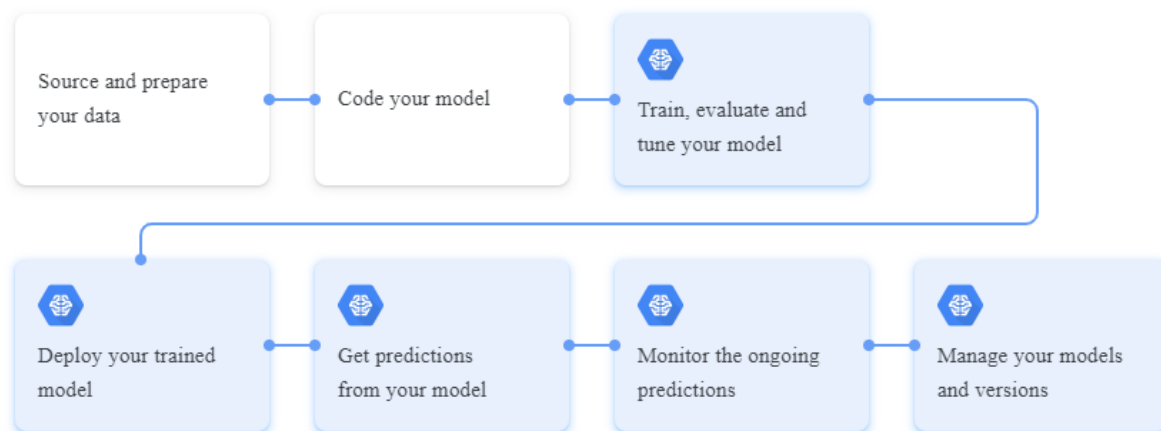 Source and prepare
your data
Code your model
Train, evaluate and
tune your model
Deploy your trained
model
Get predictions
from your model
Monitor the ongoing
predictions
Manage your models
and versions